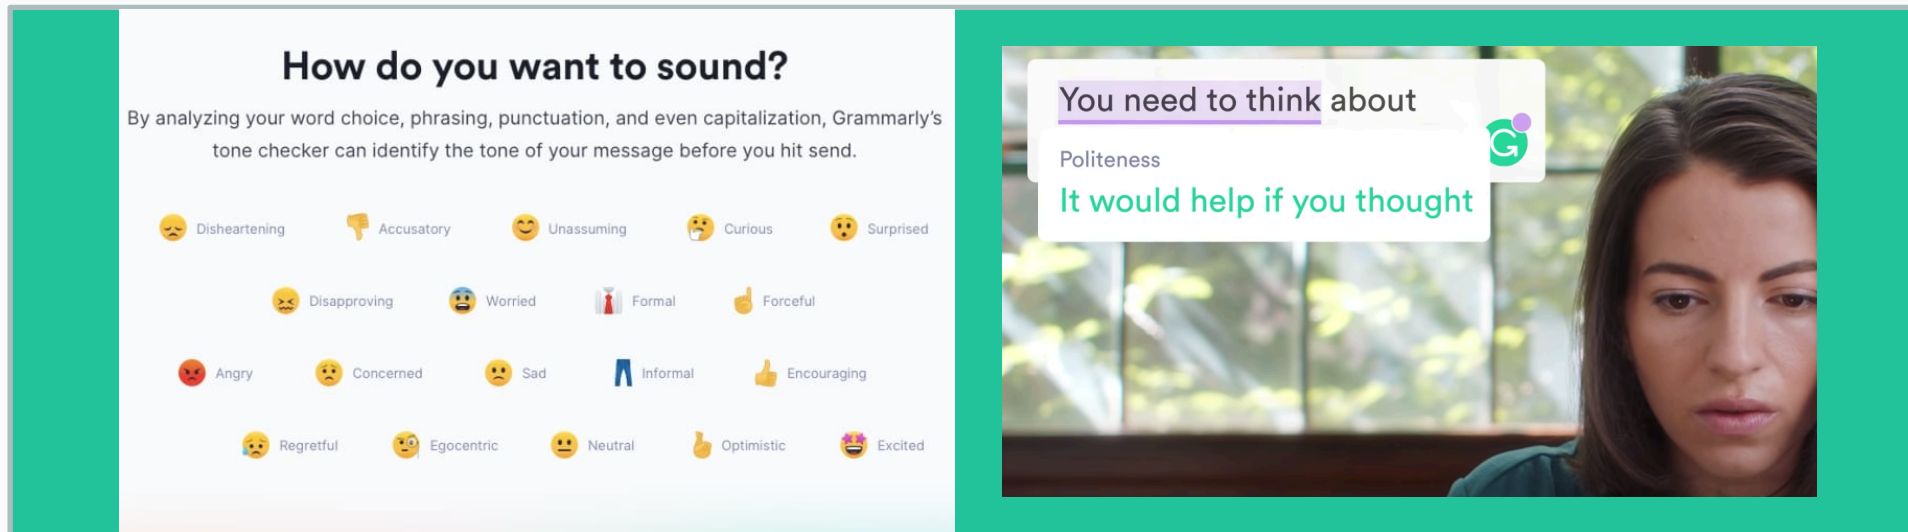 How do you want to sound?
By analyzing your word choice, phrasing, punctuation, and even capitalization, Grammarly's
tone checker can identify the tone of your message before you hit send.
Disheartening Accusatory Unassuming Curious Surprised
Disapproving Worried Formal Forceful
Angry Concerned Sad Informal Encouraging
Regretful Egocentric Neutral Optimistic Excited
You need to think about
Politeness
It would help if you thought